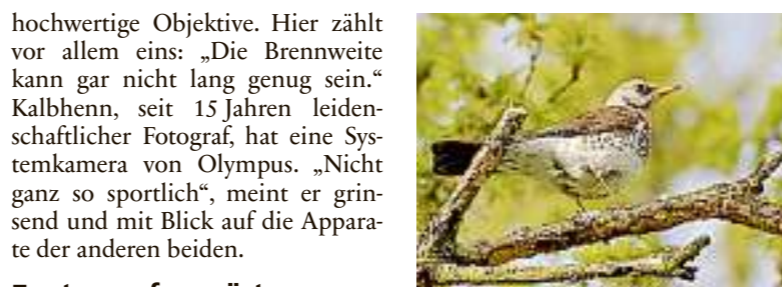 hochwertige Objektive. Hier zählt
vor allem eins: „Die Brennweite
kann gar nicht lang genug sein.“
Kalbhenn, seit 15 Jahren leiden-
schaftlicher Fotograf, hat eine Sys-
temkamera von Olympus. „Nicht
ganz so sportlich“, meint er grin-
send und mit Blick auf die Appara-
te der anderen beiden.